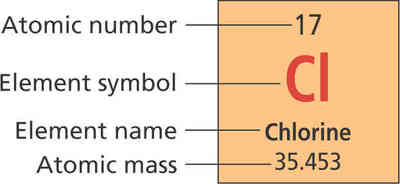 Atomic number 17
Element symbol Cl
Element name Chlorine
Atomic mass 35.453